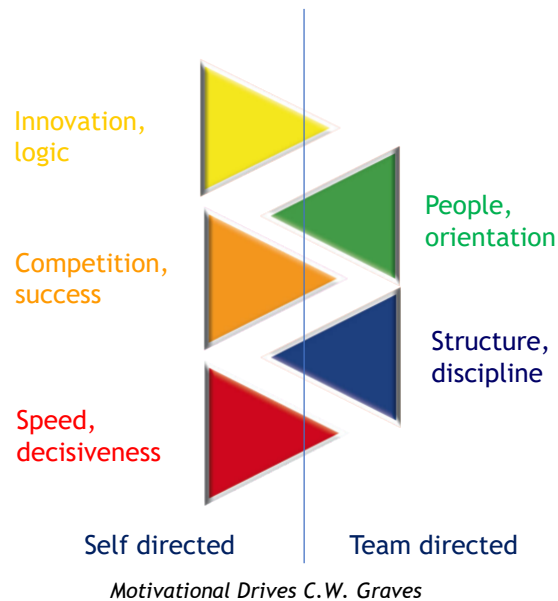 Innovation,
logic
People,
orientation
Competition,
success
Structure,
discipline
Speed,
decisiveness
Self directed
Team directed
Motivational Drives C.W. Graves